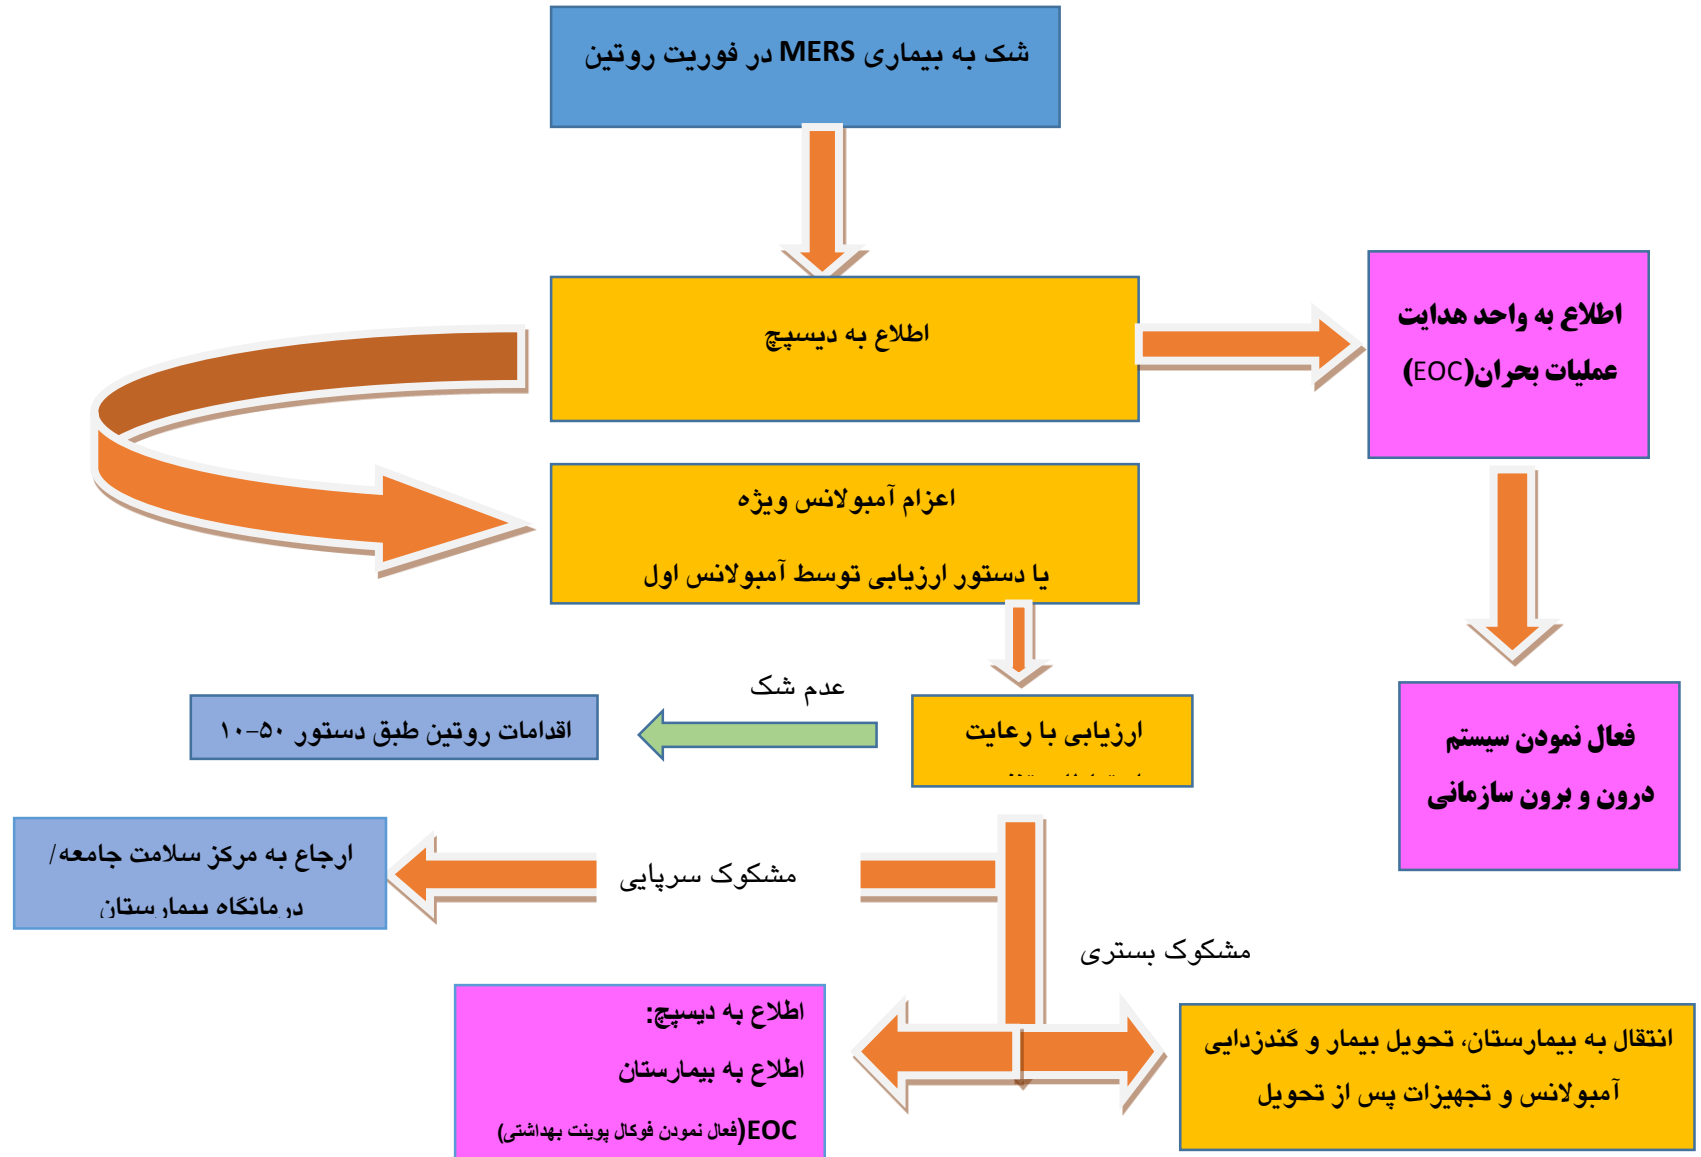 شک به بیماری MERS در فوریت روتین
اطلاع به دیسپچ
اطلاع به واحد هدایت
عملیات بحران(EOC)
اعزام آمبولانس ویژه
یا دستور ارزیابی توسط آمبولانس اول
فعال نمودن سیستم
درون و برون سازمانی
ارزیابی با رعایت
عدم شک
اقدامات روتین طبق دستور ۵۰-۱۰
مشکوک سرپایی
ارجاع به مرکز سلامت جامعه/
درمانگاه بیمارستان
مشکوک بستری
انتقال به بیمارستان، تحویل بیمار و گندزدایی
آمبولانس و تجهیزات پس از تحویل
اطلاع به دیسپچ:
اطلاع به بیمارستان
EOC(فعال نمودن فوکال پوینت بهداشتی)